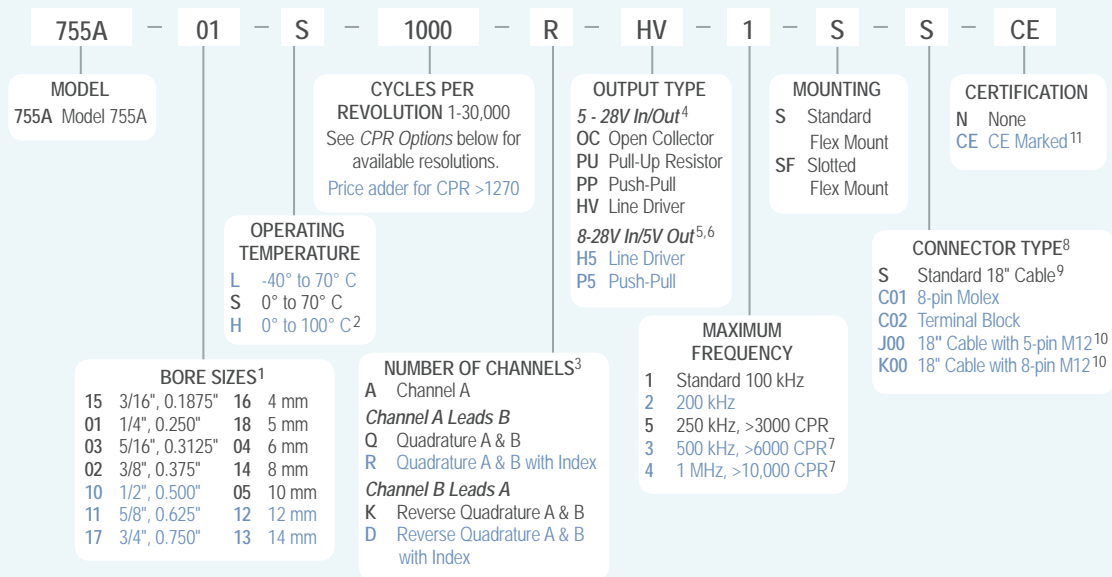 755A – 01 – S – 1000 – R – HV – 1 – S – S – CE
MODEL
755A Model 755A
CYCLES PER
REVOLUTION 1-30,000
See CPR Options below for
available resolutions.
Price adder for CPR >1270
OUTPUT TYPE
5 - 28V In/Out4
OC Open Collector
PU Pull-Up Resistor
PP Push-Pull
HV Line Driver
8-28V In/5V Out5,6
H5 Line Driver
P5 Push-Pull
MOUNTING
S Standard
Flex Mount
SF Slotted
Flex Mount
CERTIFICATION
N None
CE CE Marked11
OPERATING
TEMPERATURE
L -40° to 70° C
S 0° to 70° C
H 0° to 100° C2
CONNECTOR TYPE8
S Standard 18" Cable9
C01 8-pin Molex
C02 Terminal Block
J00 18" Cable with 5-pin M1210
K00 18" Cable with 8-pin M1210
BORE SIZES1
15 3/16", 0.1875" 16 4 mm
01 1/4", 0.250" 18 5 mm
03 5/16", 0.3125" 04 6 mm
02 3/8", 0.375" 14 8 mm
10 1/2", 0.500" 05 10 mm
11 5/8", 0.625" 12 12 mm
17 3/4", 0.750" 13 14 mm
NUMBER OF CHANNELS3
A Channel A
Channel A Leads B
Q Quadrature A & B
R Quadrature A & B with Index
Channel B Leads A
K Reverse Quadrature A & B
D Reverse Quadrature A & B
with Index
MAXIMUM
FREQUENCY
1 Standard 100 kHz
2 200 kHz
5 250 kHz, >3000 CPR
3 500 kHz, >6000 CPR7
4 1 MHz, >10,000 CPR7